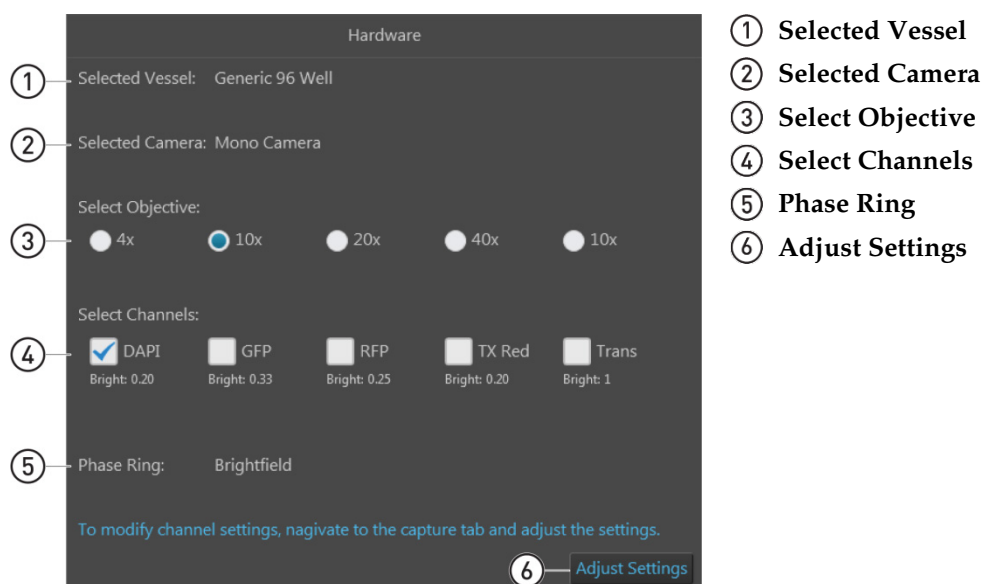 Hardware
① Selected Vessel: Generic 96 Well
② Selected Camera: Mono Camera
Select Objective:
③ 4x 10x 20x 40x 10x
Select Channels:
④ DAPI GFP RFP TX Red Trans
Bright: 0.20 Bright: 0.33 Bright: 0.25 Bright: 0.20 Bright: 1
⑤ Phase Ring: Brightfield
To modify channel settings, nagivate to the capture tab and adjust the settings.
⑥ Adjust Settings
① Selected Vessel
② Selected Camera
③ Select Objective
④ Select Channels
⑤ Phase Ring
⑥ Adjust Settings